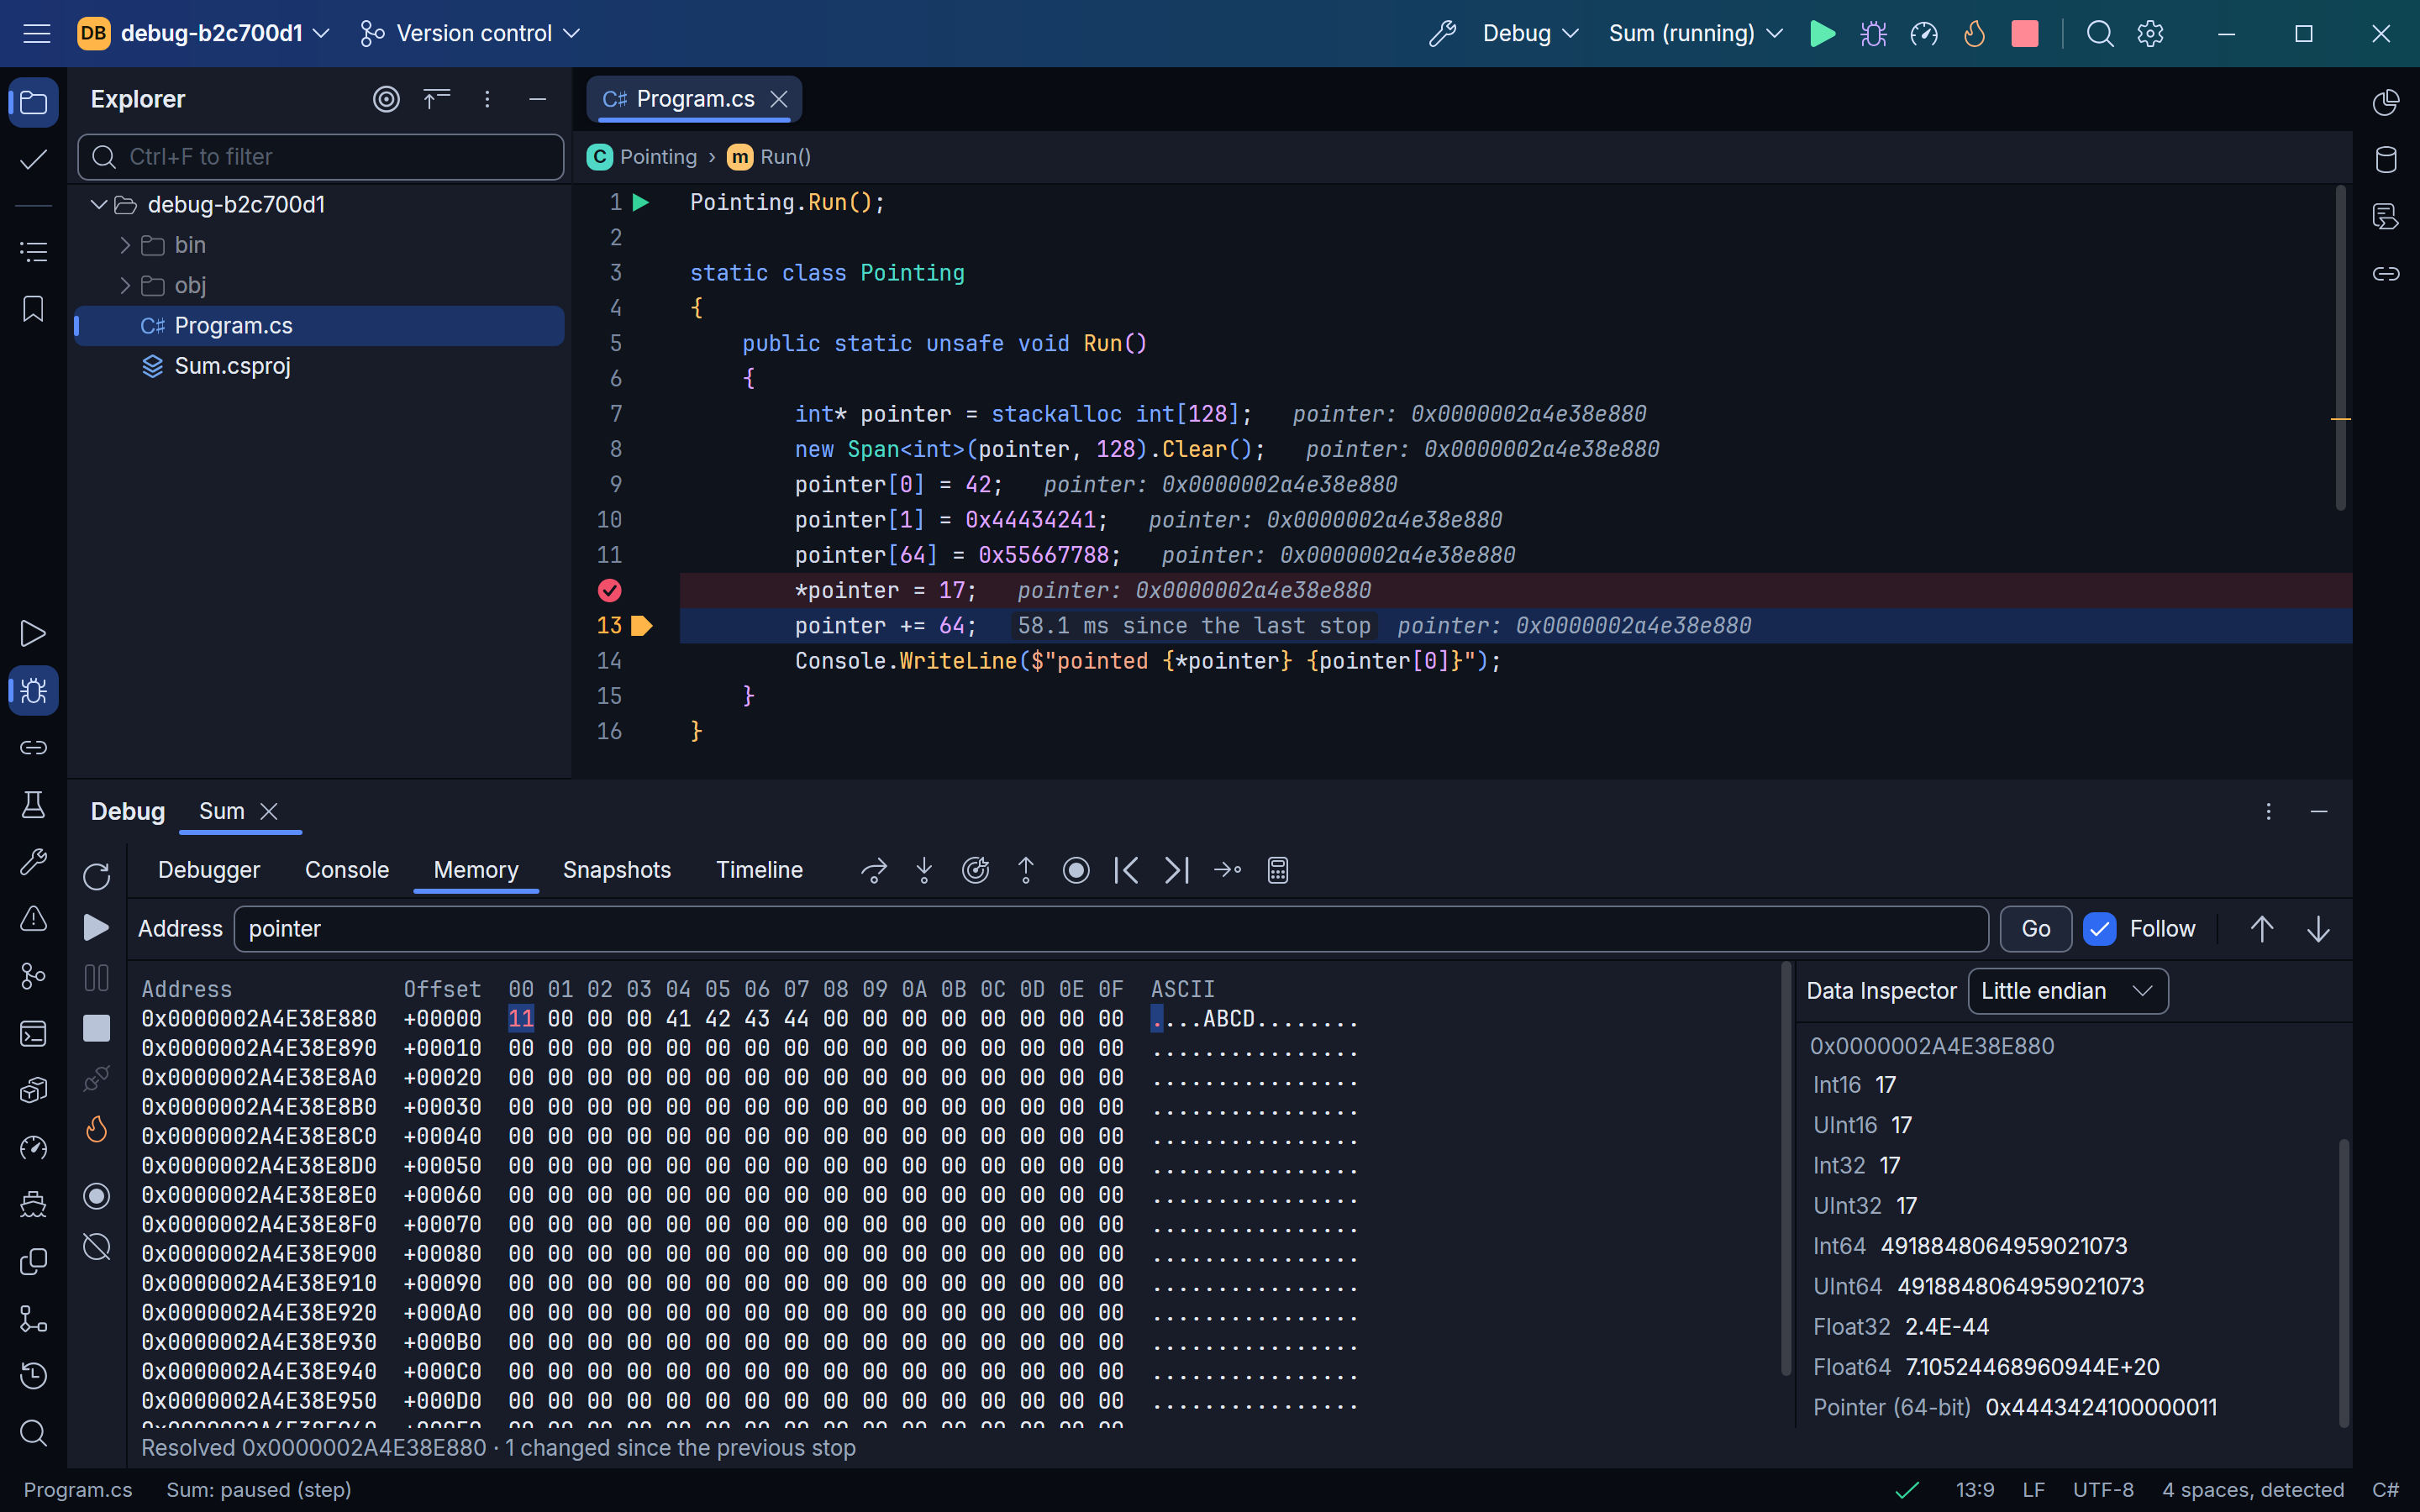 DB debug-b2c700d1 Version control Debug Sum (running)
Explorer
Ctrl+F to filter
debug-b2c700d1
bin
obj
C# Program.cs
Sum.csproj
C# Program.cs
C Pointing › m Run()
1 Pointing.Run();
2
3 static class Pointing
4 {
5 public static unsafe void Run()
6 {
7 int* pointer = stackalloc int[128]; pointer: 0x0000002a4e38e880
8 new Span<int>(pointer, 128).Clear(); pointer: 0x0000002a4e38e880
9 pointer[0] = 42; pointer: 0x0000002a4e38e880
10 pointer[1] = 0x44434241; pointer: 0x0000002a4e38e880
11 pointer[64] = 0x55667788; pointer: 0x0000002a4e38e880
*pointer = 17; pointer: 0x0000002a4e38e880
13 pointer += 64; 58.1 ms since the last stop pointer: 0x0000002a4e38e880
14 Console.WriteLine($"pointed {*pointer} {pointer[0]}");
15 }
16 }
Debug Sum
Debugger Console Memory Snapshots Timeline
Address pointer Go Follow
Address Offset 00 01 02 03 04 05 06 07 08 09 0A 0B 0C 0D 0E 0F ASCII
0x0000002A4E38E880 +00000 11 00 00 00 41 42 43 44 00 00 00 00 00 00 00 00 ....ABCD........
0x0000002A4E38E890 +00010 00 00 00 00 00 00 00 00 00 00 00 00 00 00 00 00 ................
0x0000002A4E38E8A0 +00020 00 00 00 00 00 00 00 00 00 00 00 00 00 00 00 00 ................
0x0000002A4E38E8B0 +00030 00 00 00 00 00 00 00 00 00 00 00 00 00 00 00 00 ................
0x0000002A4E38E8C0 +00040 00 00 00 00 00 00 00 00 00 00 00 00 00 00 00 00 ................
0x0000002A4E38E8D0 +00050 00 00 00 00 00 00 00 00 00 00 00 00 00 00 00 00 ................
0x0000002A4E38E8E0 +00060 00 00 00 00 00 00 00 00 00 00 00 00 00 00 00 00 ................
0x0000002A4E38E8F0 +00070 00 00 00 00 00 00 00 00 00 00 00 00 00 00 00 00 ................
0x0000002A4E38E900 +00080 00 00 00 00 00 00 00 00 00 00 00 00 00 00 00 00 ................
0x0000002A4E38E910 +00090 00 00 00 00 00 00 00 00 00 00 00 00 00 00 00 00 ................
0x0000002A4E38E920 +000A0 00 00 00 00 00 00 00 00 00 00 00 00 00 00 00 00 ................
0x0000002A4E38E930 +000B0 00 00 00 00 00 00 00 00 00 00 00 00 00 00 00 00 ................
0x0000002A4E38E940 +000C0 00 00 00 00 00 00 00 00 00 00 00 00 00 00 00 00 ................
0x0000002A4E38E950 +000D0 00 00 00 00 00 00 00 00 00 00 00 00 00 00 00 00 ................
Resolved 0x0000002A4E38E880 · 1 changed since the previous stop
Data Inspector Little endian
0x0000002A4E38E880
Int16 17
UInt16 17
Int32 17
UInt32 17
Int64 4918848064959021073
UInt64 4918848064959021073
Float32 2.4E-44
Float64 7.10524468960944E+20
Pointer (64-bit) 0x4443424100000011
Program.cs Sum: paused (step) 13:9 LF UTF-8 4 spaces, detected C#